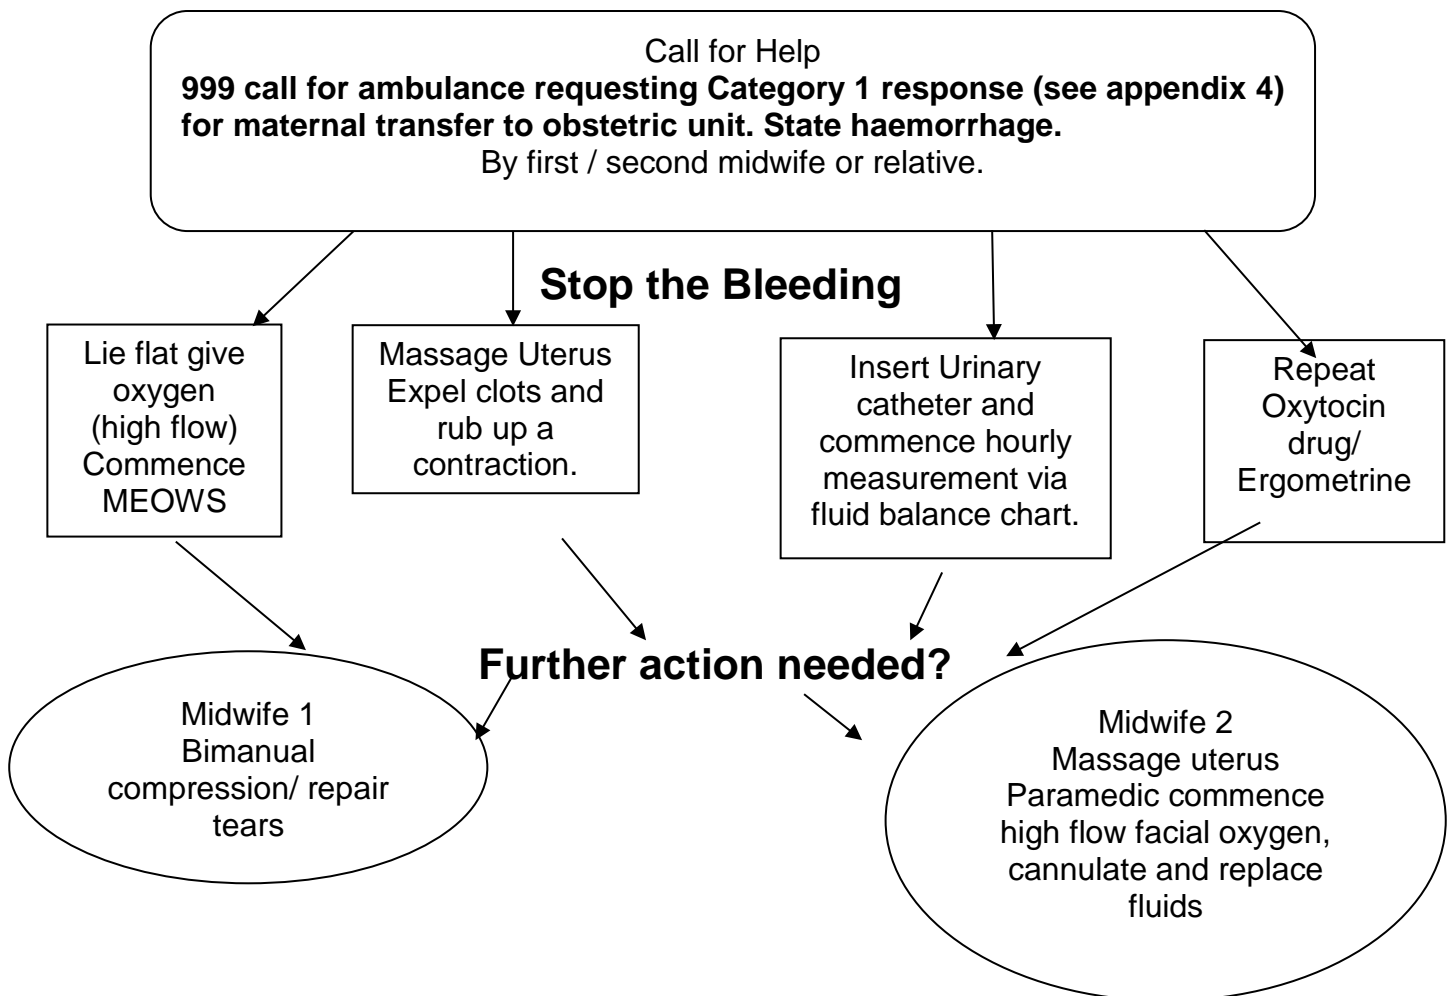 Call for Help
999 call for ambulance requesting Category 1 response (see appendix 4)
for maternal transfer to obstetric unit. State haemorrhage.
By first / second midwife or relative.
Stop the Bleeding
Lie flat give
oxygen
(high flow)
Commence
MEOWS
Massage Uterus
Expel clots and
rub up a
contraction.
Insert Urinary
catheter and
commence hourly
measurement via
fluid balance chart.
Repeat
Oxytocin
drug/
Ergometrine
Further action needed?
Midwife 1
Bimanual
compression/ repair
tears
Midwife 2
Massage uterus
Paramedic commence
high flow facial oxygen,
cannulate and replace
fluids